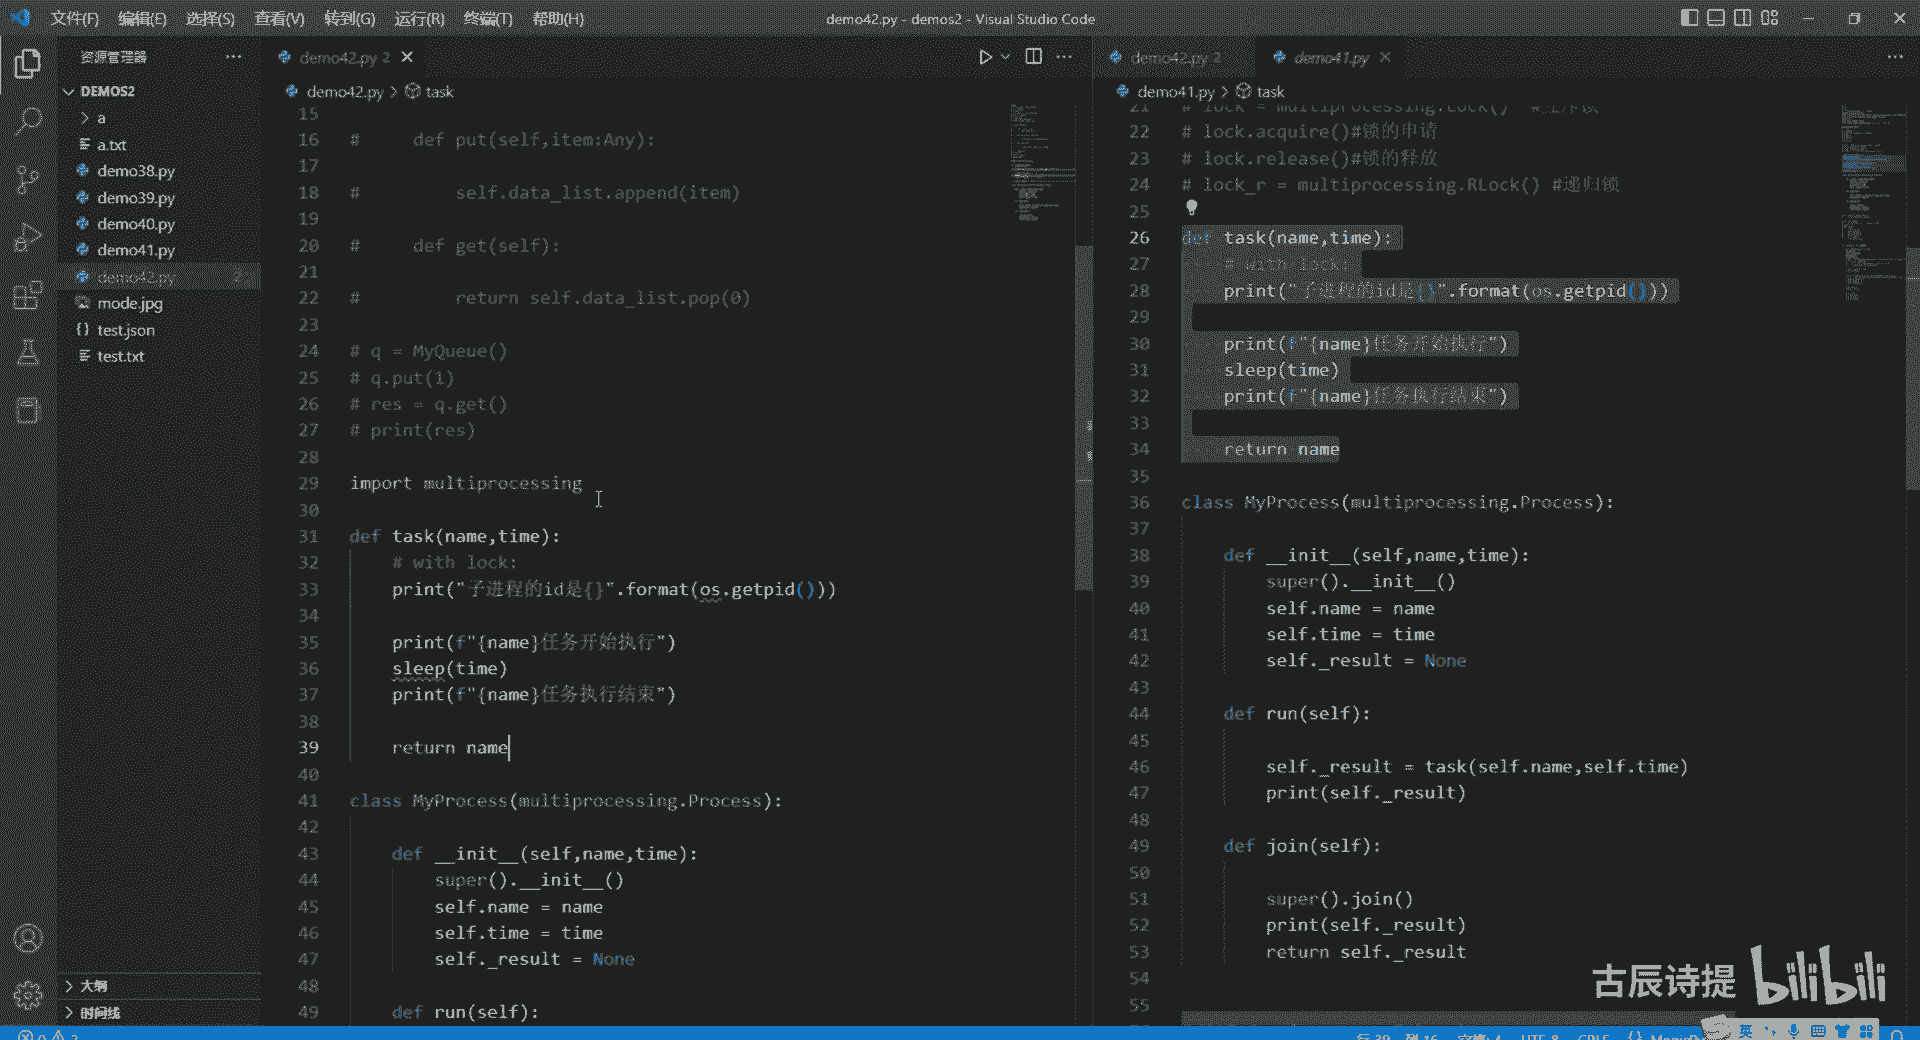 文件(F) 编辑(E) 选择(S) 查看(V) 转到(G) 运行(R) 终端(T) 帮助(H)
demo42.py - demos2 - Visual Studio Code
资源管理器
DEMOS2
a
a.txt
demo38.py
demo39.py
demo40.py
demo41.py
demo42.py 2
mode.jpg
test.json
test.txt
大纲
时间线
demo42.py 2
demo42.py > task
15
16 # def put(self,item:Any):
17
18 # self.data_list.append(item)
19
20 # def get(self):
21
22 # return self.data_list.pop(0)
23
24 # q = MyQueue()
25 # q.put(1)
26 # res = q.get()
27 # print(res)
28
29 import multiprocessing
30
31 def task(name,time):
32 # with lock:
33 print("子进程的id是{}".format(os.getpid()))
34
35 print(f"{name}任务开始执行")
36 sleep(time)
37 print(f"{name}任务执行结束")
38
39 return name
40
41 class MyProcess(multiprocessing.Process):
42
43 def __init__(self,name,time):
44 super().__init__()
45 self.name = name
46 self.time = time
47 self._result = None
48
49 def run(self):
demo42.py 2 demo41.py
demo41.py > task
21 # lock = multiprocessing.Lock()
22 # lock.acquire()#锁的申请
23 # lock.release()#锁的释放
24 # lock_r = multiprocessing.RLock() #递归锁
25
26 def task(name,time):
27 # with lock:
28 print("子进程的id是{}".format(os.getpid()))
29
30 print(f"{name}任务开始执行")
31 sleep(time)
32 print(f"{name}任务执行结束")
33
34 return name
35
36 class MyProcess(multiprocessing.Process):
37
38 def __init__(self,name,time):
39 super().__init__()
40 self.name = name
41 self.time = time
42 self._result = None
43
44 def run(self):
45
46 self._result = task(self.name,self.time)
47 print(self._result)
48
49 def join(self):
50
51 super().join()
52 print(self._result)
53 return self._result
54
55
古辰诗提 bilibili
英